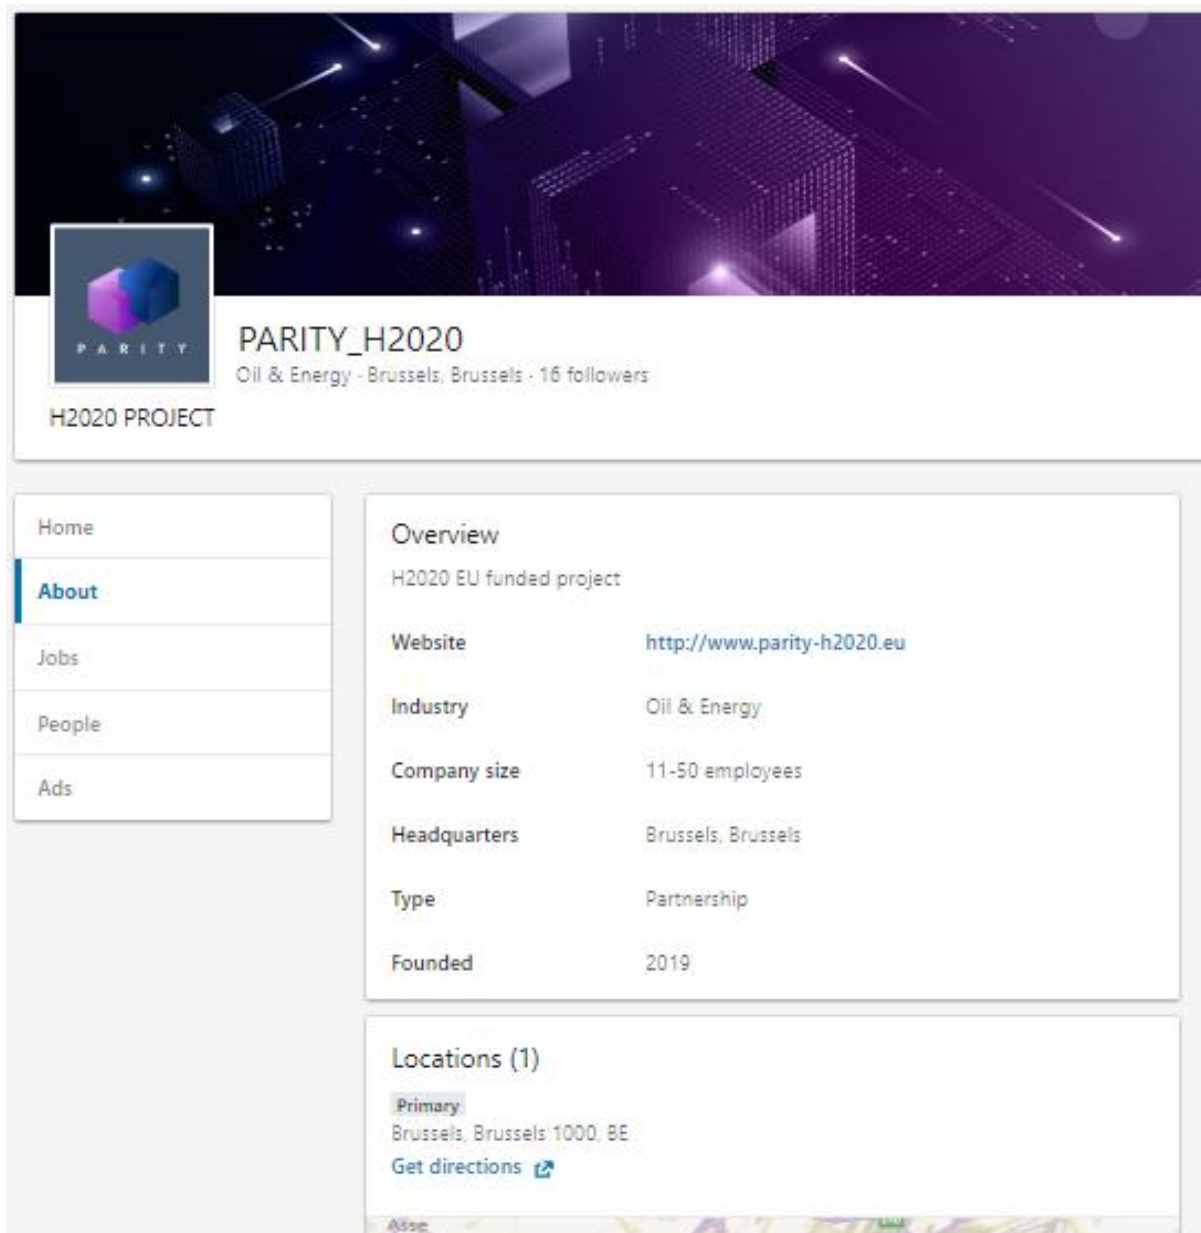 PARITY
PARITY_H2020
Oil & Energy · Brussels, Brussels · 16 followers
H2020 PROJECT
Home
About
Jobs
People
Ads
Overview
H2020 EU funded project
Website http://www.parity-h2020.eu
Industry Oil & Energy
Company size 11-50 employees
Headquarters Brussels, Brussels
Type Partnership
Founded 2019
Locations (1)
Primary
Brussels, Brussels 1000, BE
Get directions
Asse